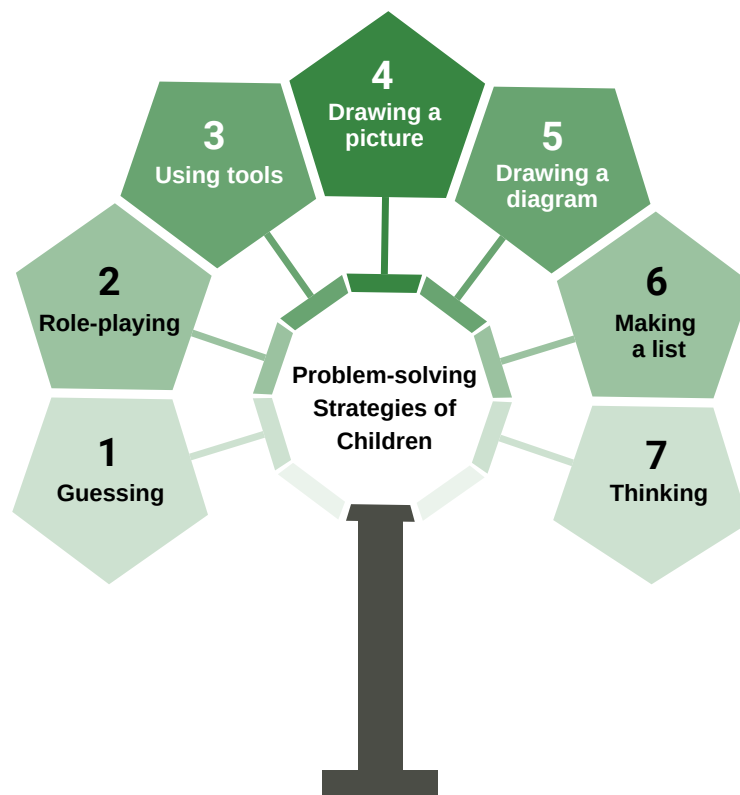 1
Guessing
2
Role-playing
3
Using tools
4
Drawing a
picture
5
Drawing a
diagram
6
Making
a list
7
Thinking
Problem-solving
Strategies of
Children